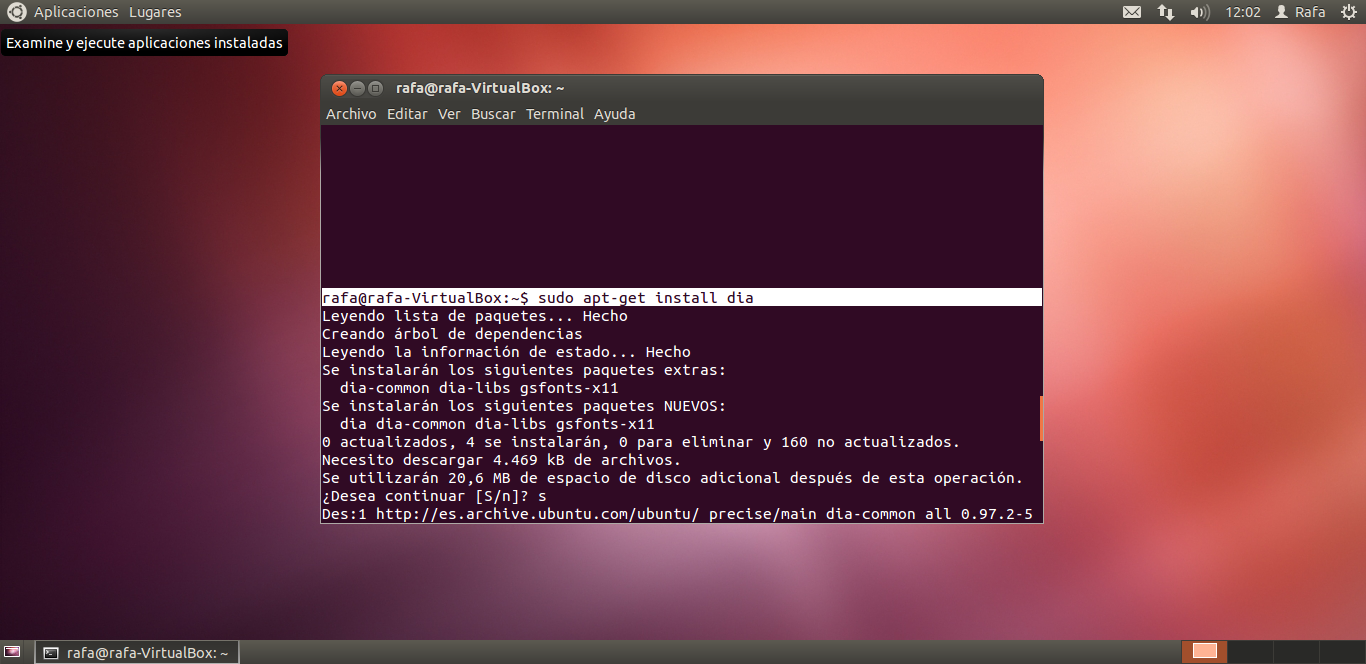 Aplicaciones Lugares 12:02 Rafa
Examine y ejecute aplicaciones instaladas
rafa@rafa-VirtualBox: ~
Archivo Editar Ver Buscar Terminal Ayuda
rafa@rafa-VirtualBox:~$ sudo apt-get install dia
Leyendo lista de paquetes... Hecho
Creando árbol de dependencias
Leyendo la información de estado... Hecho
Se instalarán los siguientes paquetes extras:
dia-common dia-libs gsfonts-x11
Se instalarán los siguientes paquetes NUEVOS:
dia dia-common dia-libs gsfonts-x11
0 actualizados, 4 se instalarán, 0 para eliminar y 160 no actualizados.
Necesito descargar 4.469 kB de archivos.
Se utilizarán 20,6 MB de espacio de disco adicional después de esta operación.
¿Desea continuar [S/n]? s
Des:1 http://es.archive.ubuntu.com/ubuntu/ precise/main dia-common all 0.97.2-5
rafa@rafa-VirtualBox: ~